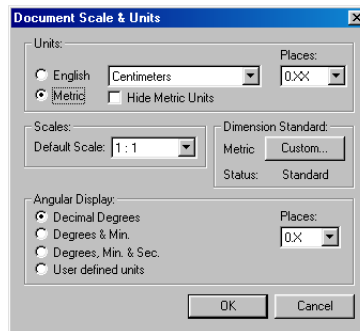 Document Scale & Units
Units:
Places:
English
Centimeters
0.XX
Metric
Hide Metric Units
Scales:
Dimension Standard:
Default Scale:
1 : 1
Metric
Custom...
Status:
Standard
Angular Display:
Decimal Degrees
Places:
Degrees & Min.
0.X
Degrees, Min. & Sec.
User defined units
OK
Cancel